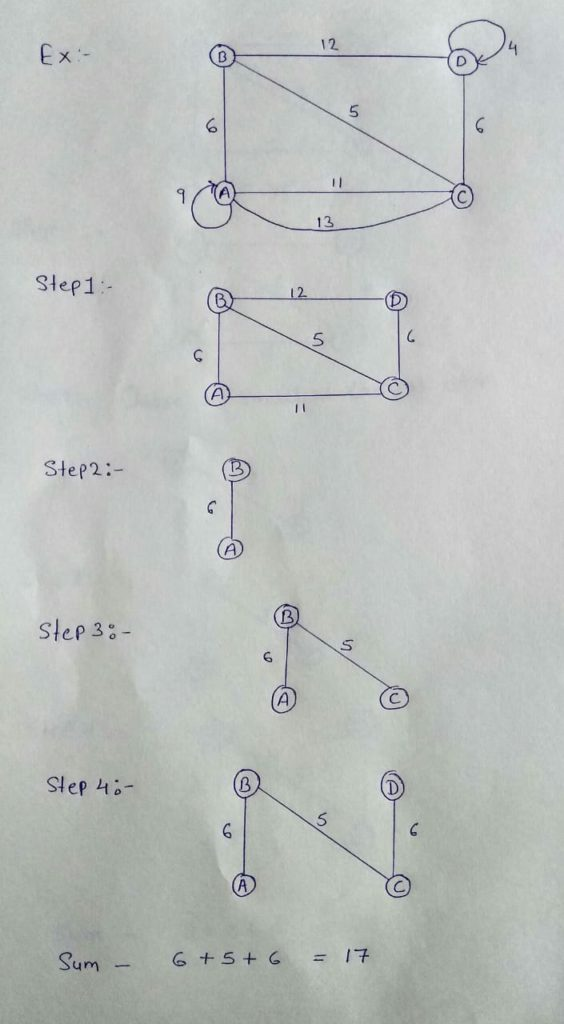 Ex:-
B 12 D 4
5
6 6
9 A 11 C
13
Step1:-
B 12 D
5
6 6
A C
11
Step2:-
B
6
A
Step 3:-
B
5
6
A C
Step 4:-
B D
5
6 6
A C
Sum - 6 + 5 + 6 = 17